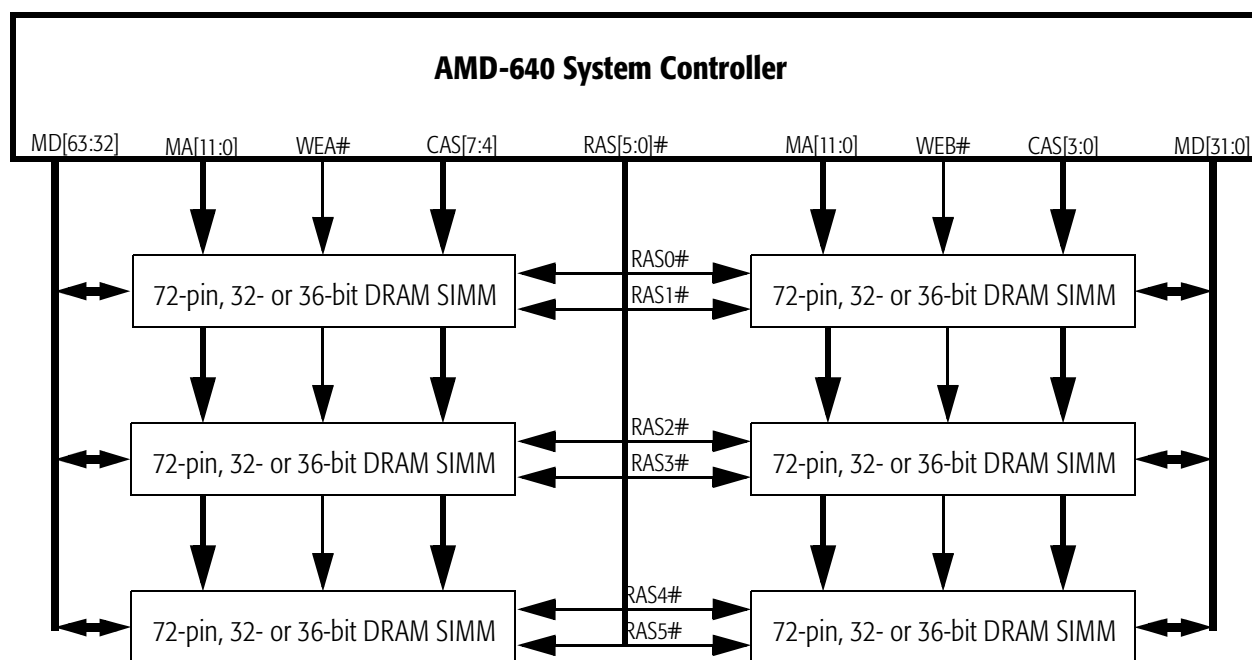 AMD-640 System Controller
MD[63:32] MA[11:0] WEA# CAS[7:4] RAS[5:0]# MA[11:0] WEB# CAS[3:0] MD[31:0]
RAS0#
72-pin, 32- or 36-bit DRAM SIMM RAS1# 72-pin, 32- or 36-bit DRAM SIMM
RAS2#
72-pin, 32- or 36-bit DRAM SIMM RAS3# 72-pin, 32- or 36-bit DRAM SIMM
RAS4#
72-pin, 32- or 36-bit DRAM SIMM RAS5# 72-pin, 32- or 36-bit DRAM SIMM